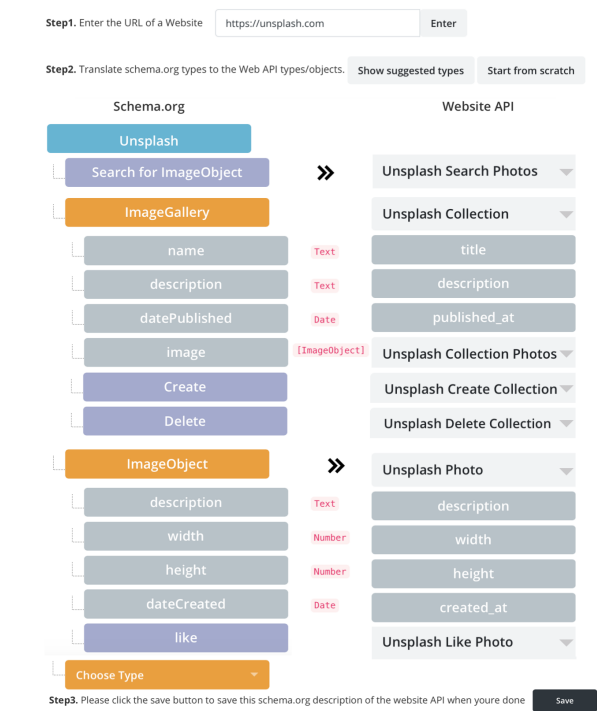 Step1. Enter the URL of a Website https://unsplash.com Enter
Step2. Translate schema.org types to the Web API types/objects. Show suggested types Start from scratch
Schema.org Website API
Unsplash
Search for ImageObject Unsplash Search Photos
ImageGallery Unsplash Collection
name Text title
description Text description
datePublished Date published_at
image [ImageObject] Unsplash Collection Photos
Create Unsplash Create Collection
Delete Unsplash Delete Collection
ImageObject Unsplash Photo
description Text description
width Number width
height Number height
dateCreated Date created_at
like Unsplash Like Photo
Choose Type
Step3. Please click the save button to save this schema.org description of the website API when youre done Save